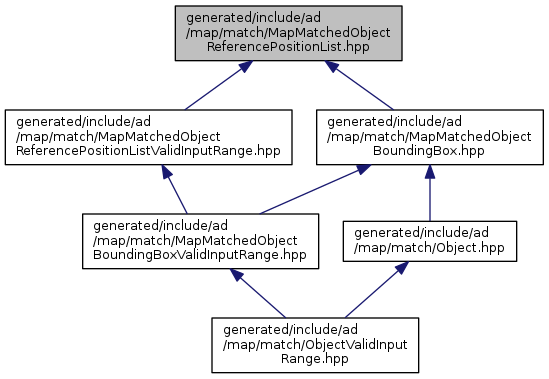 generated/include/ad
/map/match/MapMatchedObject
ReferencePositionList.hpp
generated/include/ad
/map/match/MapMatchedObject
ReferencePositionListValidInputRange.hpp
generated/include/ad
/map/match/MapMatchedObject
BoundingBox.hpp
generated/include/ad
/map/match/MapMatchedObject
BoundingBoxValidInputRange.hpp
generated/include/ad
/map/match/Object.hpp
generated/include/ad
/map/match/ObjectValidInput
Range.hpp